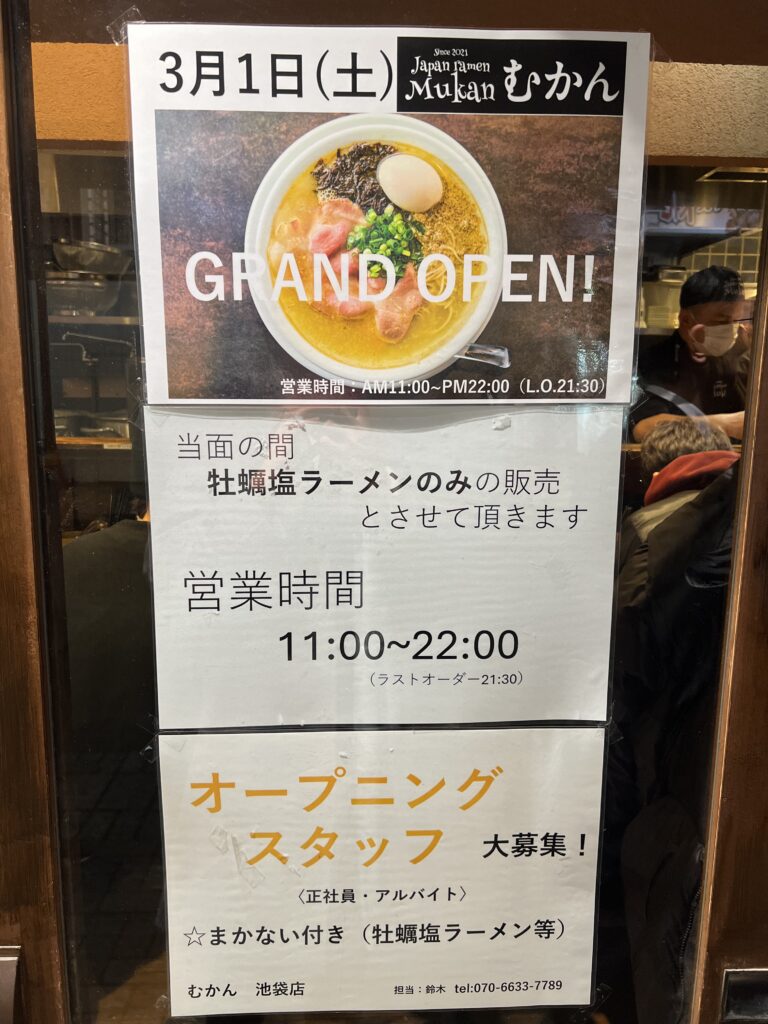 3月1日(土)
Since 2021
Japan ramen
Mukan むかん
GRAND OPEN!
営業時間：AM11:00~PM22:00（L.O.21:30）
当面の間
牡蠣塩ラーメンのみの販売
とさせて頂きます
営業時間
11:00~22:00
（ラストオーダー21:30）
オープニング
スタッフ 大募集！
〈正社員・アルバイト〉
☆まかない付き（牡蠣塩ラーメン等）
むかん 池袋店 担当：鈴木 tel:070-6633-7789